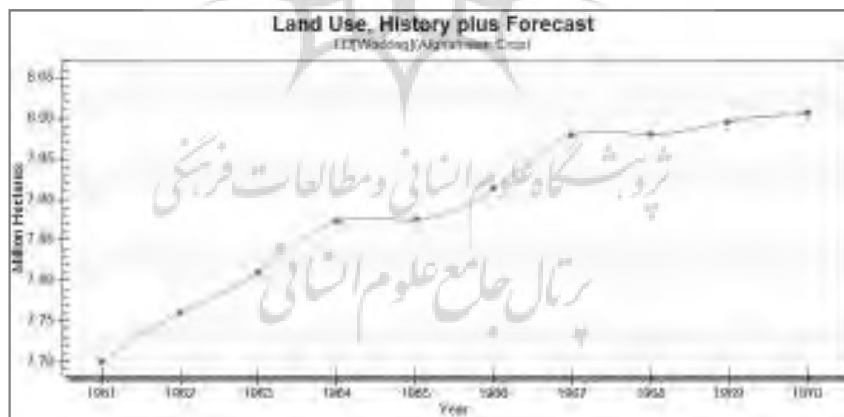 Land Use, History plus Forecast
8.05
8.00
7.95
7.90
7.85
7.80
7.75
7.70
Million Hectares
پژوهشگاه علوم انسانی و مطالعات فرهنگی
پرتال جامع علوم انسانی
1961 1962 1963 1964 1965 1966 1967 1968 1969 1970
Year